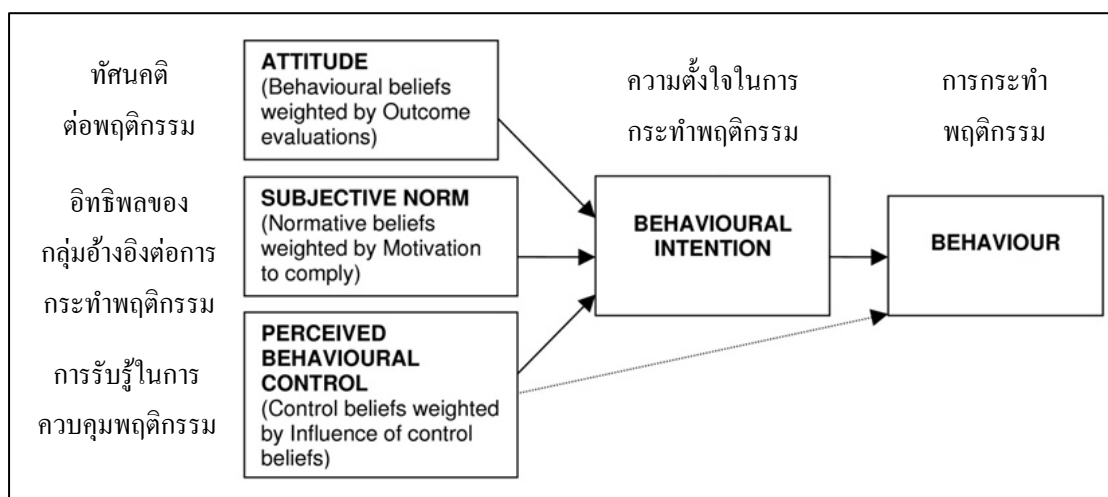 ทัศนคติ
ต่อพฤติกรรม
ATTITUDE
(Behavioural beliefs
weighted by Outcome
evaluations)
ความตั้งใจในการ
กระทำพฤติกรรม
การกระทำ
พฤติกรรม
อิทธิพลของ
กลุ่มอ้างอิงต่อการ
กระทำพฤติกรรม
SUBJECTIVE NORM
(Normative beliefs
weighted by Motivation
to comply)
BEHAVIOURAL
INTENTION
BEHAVIOUR
การรับรู้ในการ
ควบคุมพฤติกรรม
PERCEIVED
BEHAVIOURAL
CONTROL
(Control beliefs weighted
by Influence of control
beliefs)